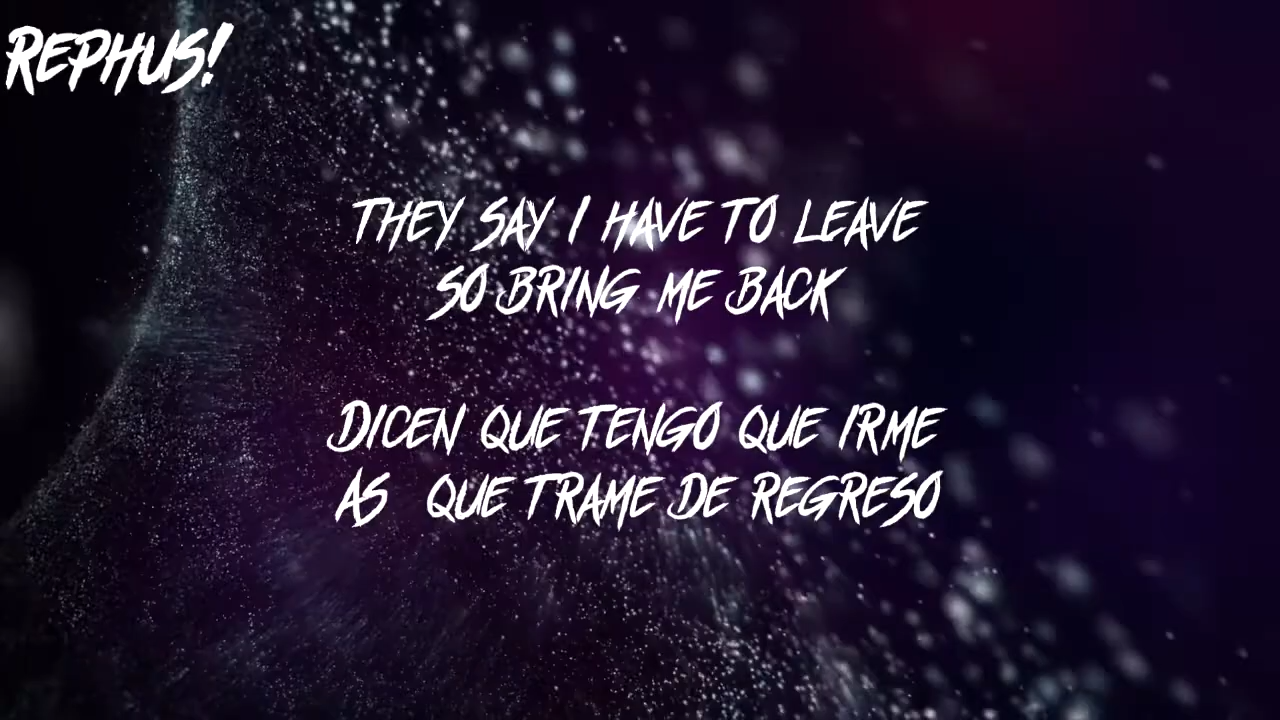 REPHUS!
THEY SAY I HAVE TO LEAVE
SO BRING ME BACK
DICEN QUE TENGO QUE IRME
AS QUE TRAME DE REGRESO